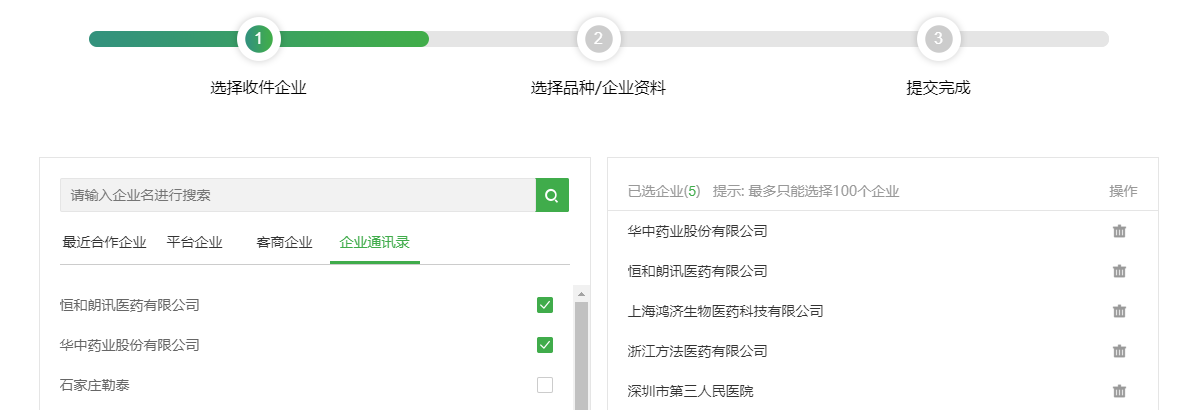 1
2
3
选择收件企业
选择品种/企业资料
提交完成
请输入企业名进行搜索
最近合作企业 平台企业 客商企业 企业通讯录
恒和朗讯医药有限公司
华中药业股份有限公司
石家庄勒泰
已选企业(5) 提示: 最多只能选择100个企业 操作
华中药业股份有限公司
恒和朗讯医药有限公司
上海鸿济生物医药科技有限公司
浙江方法医药有限公司
深圳市第三人民医院